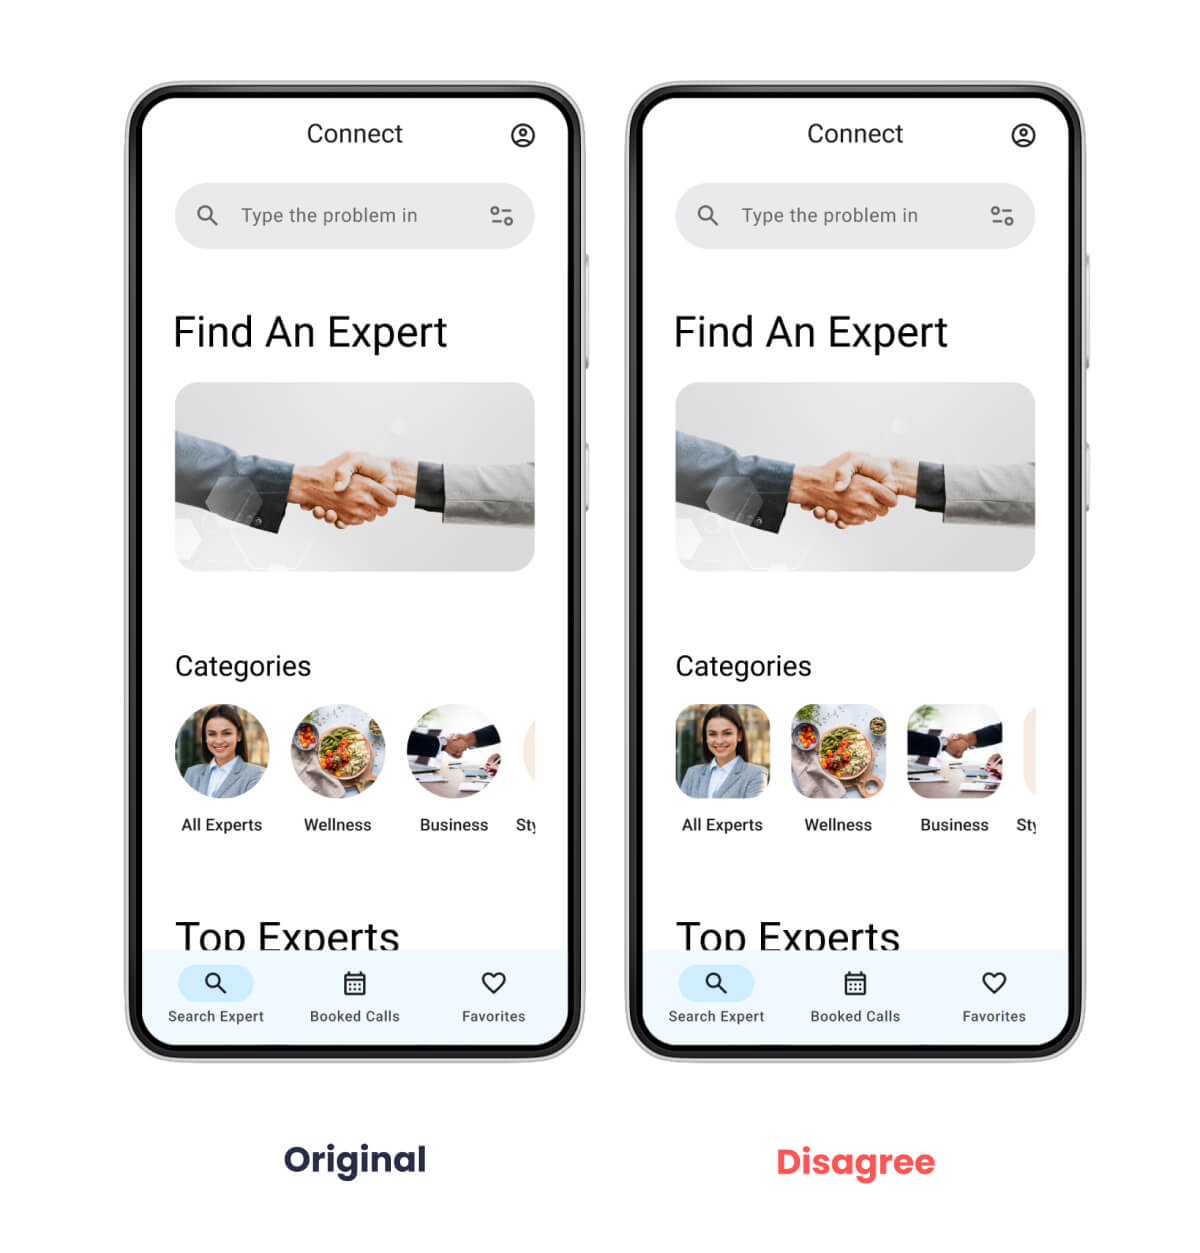 Connect
Type the problem in
Find An Expert
Categories
All Experts
Wellness
Business
Sty
Top Experts
Search Expert
Booked Calls
Favorites
Original
Connect
Type the problem in
Find An Expert
Categories
All Experts
Wellness
Business
Sty
Top Experts
Search Expert
Booked Calls
Favorites
Disagree